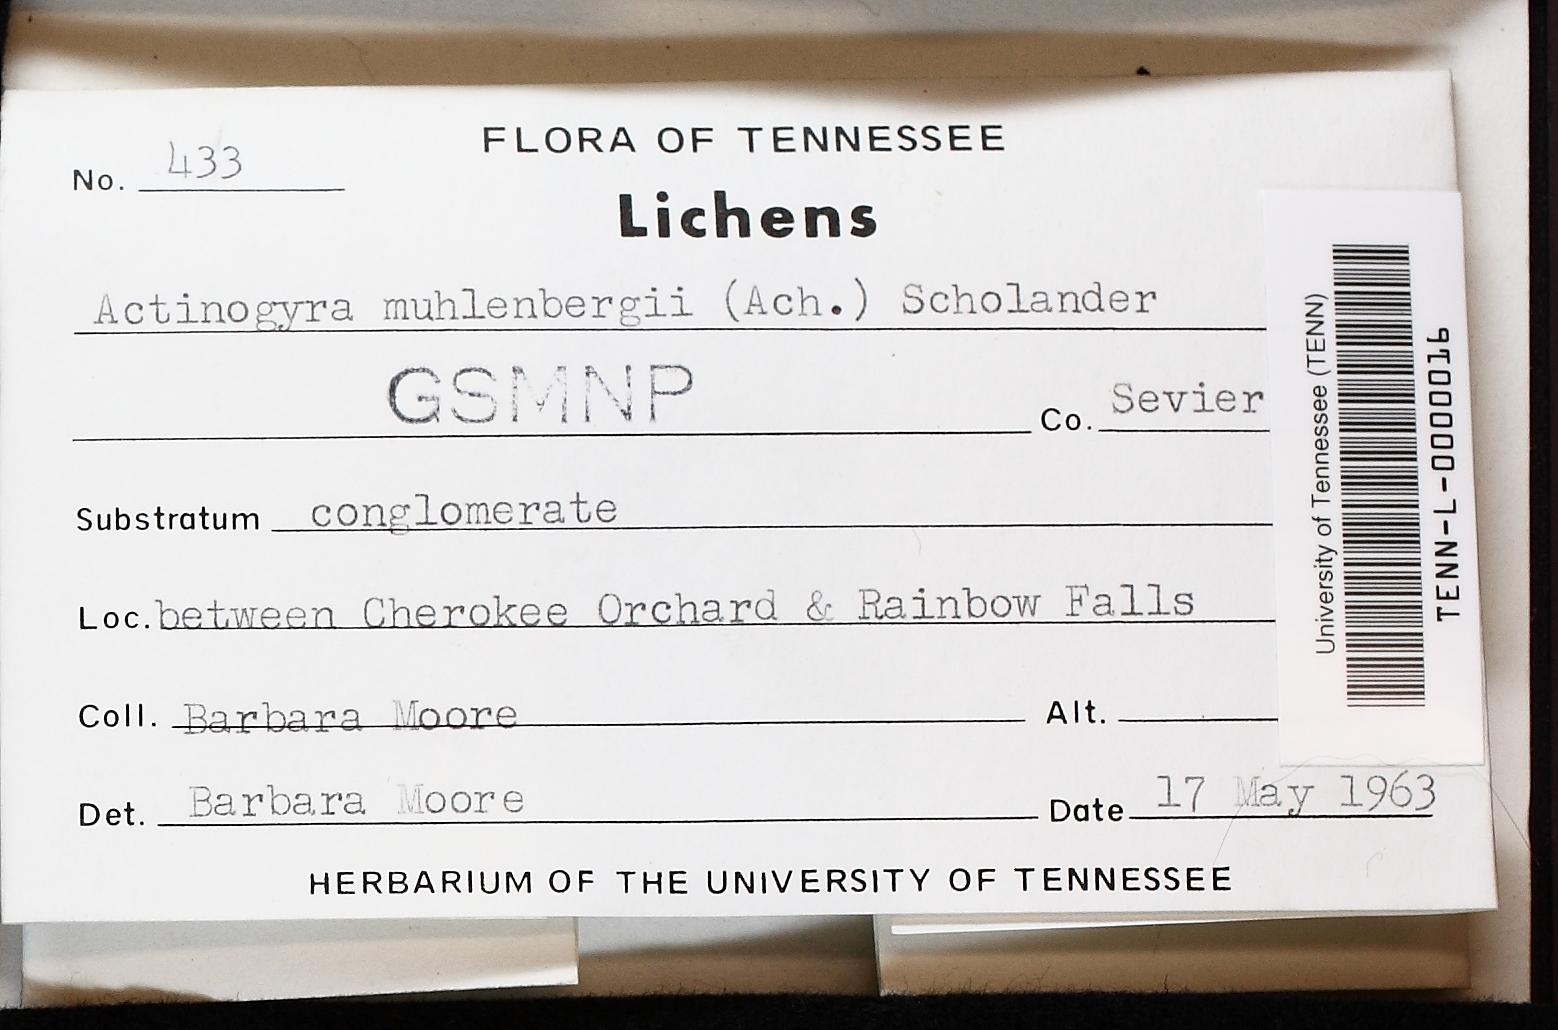 FLORA OF TENNESSEE
No. 433
Lichens
Actinogyra muhlenbergii (Ach.) Scholander
GSMNP
Co. Sevier
Substratum conglomerate
Loc. between Cherokee Orchard & Rainbow Falls
Coll. Barbara Moore
Alt.
Det. Barbara Moore
Date 17 May 1963
HERBARIUM OF THE UNIVERSITY OF TENNESSEE
University of Tennessee (TENN)
TENN-L-0000016